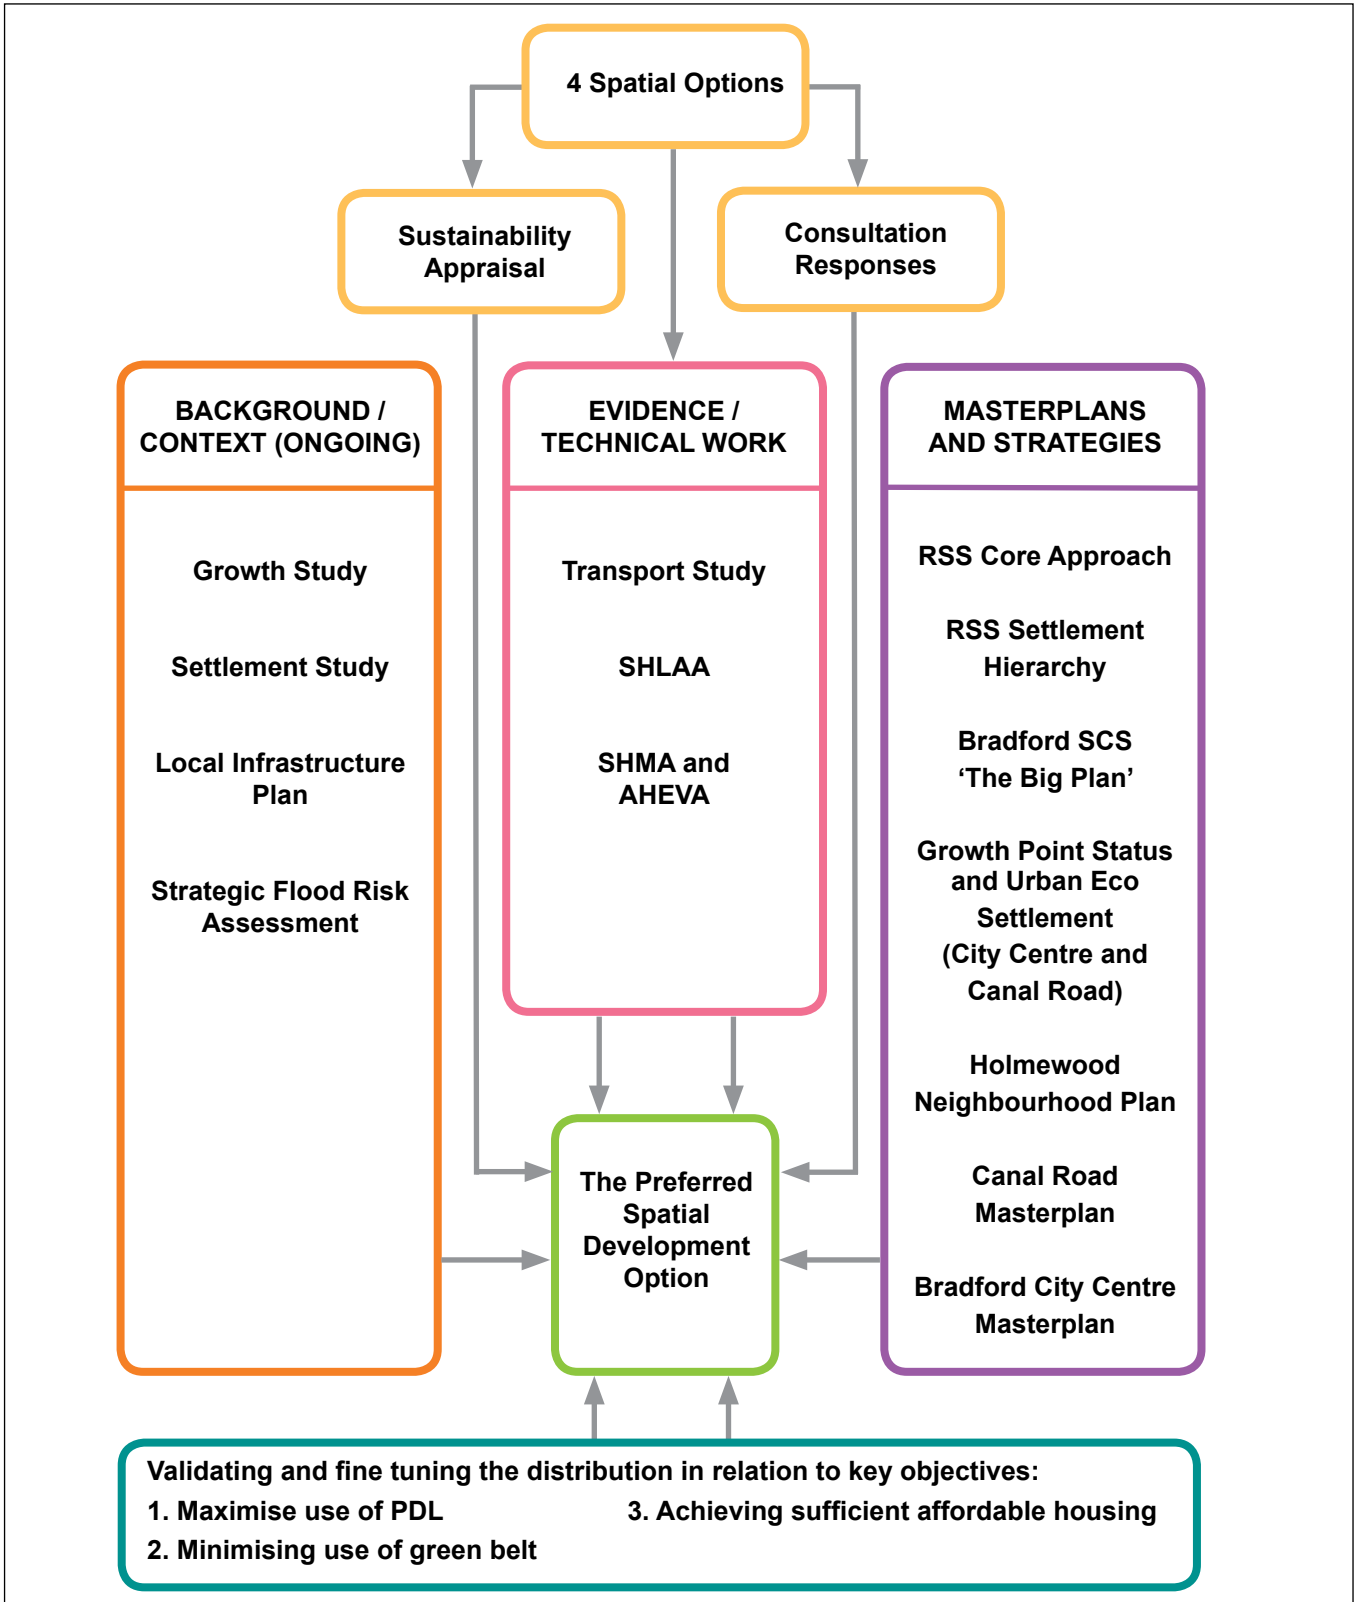 4 Spatial Options
Sustainability
Appraisal
Consultation
Responses
BACKGROUND /
CONTEXT (ONGOING)
Growth Study
Settlement Study
Local Infrastructure
Plan
Strategic Flood Risk
Assessment
EVIDENCE /
TECHNICAL WORK
Transport Study
SHLAA
SHMA and
AHEVA
MASTERPLANS
AND STRATEGIES
RSS Core Approach
RSS Settlement
Hierarchy
Bradford SCS
‘The Big Plan’
Growth Point Status
and Urban Eco
Settlement
(City Centre and
Canal Road)
Holmewood
Neighbourhood Plan
Canal Road
Masterplan
Bradford City Centre
Masterplan
The Preferred
Spatial
Development
Option
Validating and fine tuning the distribution in relation to key objectives:
1. Maximise use of PDL
2. Minimising use of green belt
3. Achieving sufficient affordable housing